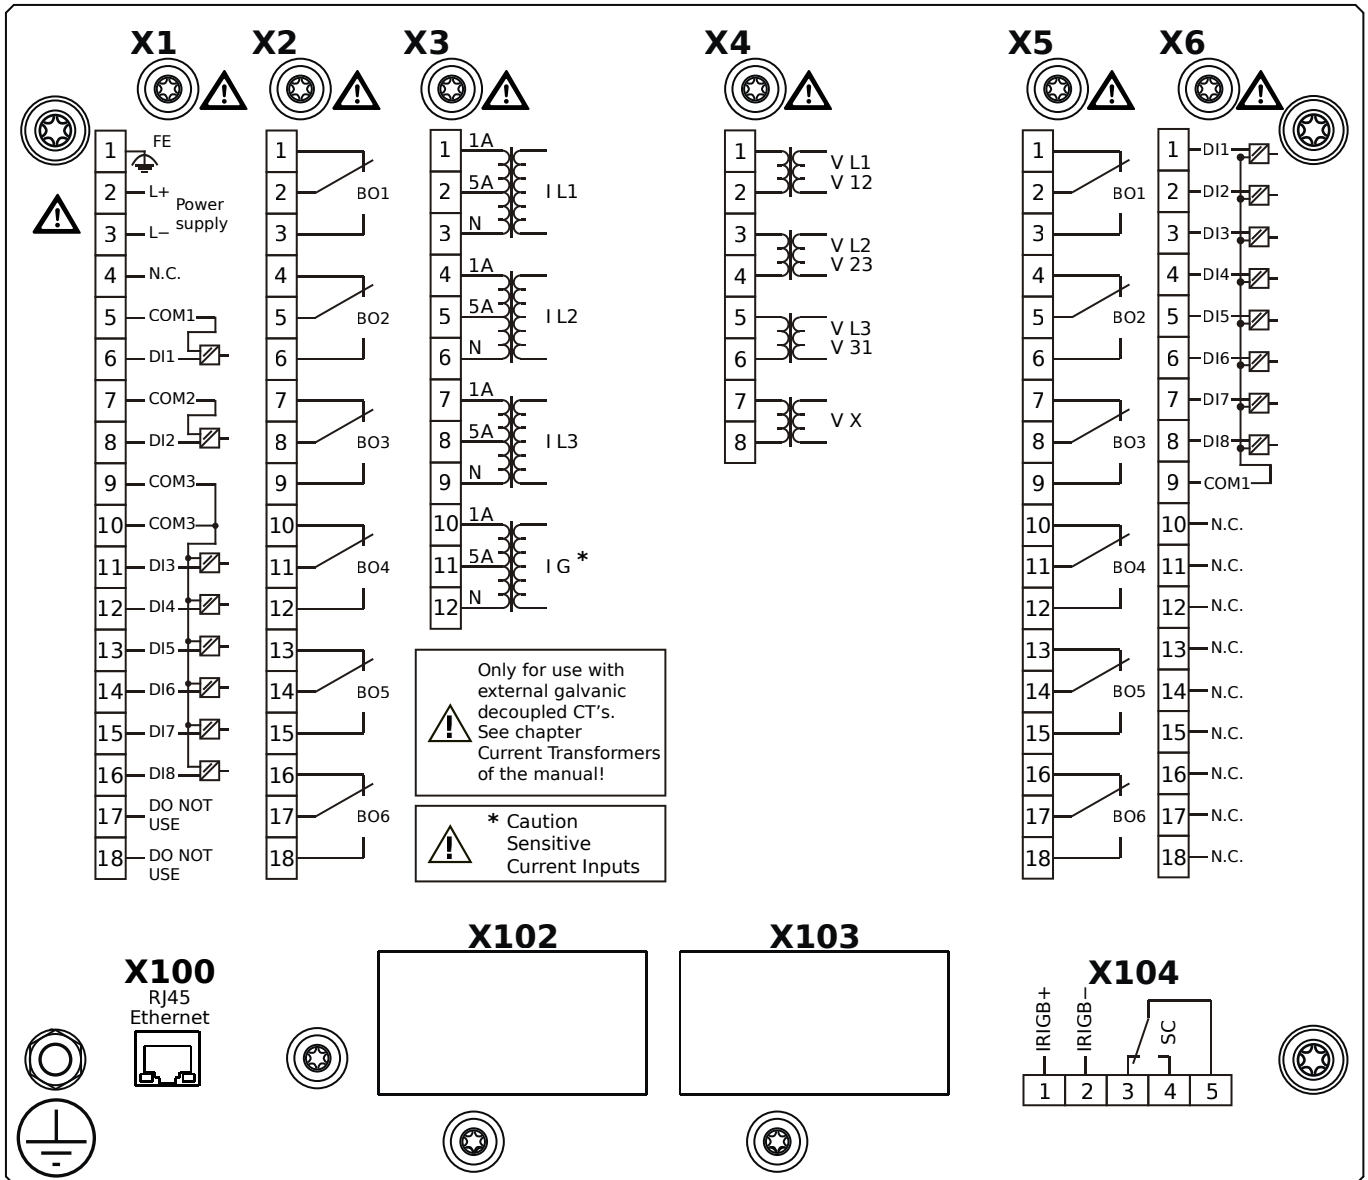 X1
X2
X3
X4
X5
X6
1 FE
2 L+
Power
supply
3 L−
4 N.C.
5 COM1
6 DI1
7 COM2
8 DI2
9 COM3
10 COM3
11 DI3
12 DI4
13 DI5
14 DI6
15 DI7
16 DI8
17 DO NOT
USE
18 DO NOT
USE
1
2 BO1
3
4
5 BO2
6
7
8 BO3
9
10
11 BO4
12
13
14 BO5
15
16
17 BO6
18
1 1A
2 5A I L1
3 N
4 1A
5 5A I L2
6 N
7 1A
8 5A I L3
9 N
10 1A
11 5A I G *
12 N
Only for use with
external galvanic
decoupled CT's.
See chapter
Current Transformers
of the manual!
* Caution
Sensitive
Current Inputs
1 V L1
2 V 12
3 V L2
4 V 23
5 V L3
6 V 31
7 V X
8
1
2 BO1
3
4
5 BO2
6
7
8 BO3
9
10
11 BO4
12
13
14 BO5
15
16
17 BO6
18
1 DI1
2 DI2
3 DI3
4 DI4
5 DI5
6 DI6
7 DI7
8 DI8
9 COM1
10 N.C.
11 N.C.
12 N.C.
13 N.C.
14 N.C.
15 N.C.
16 N.C.
17 N.C.
18 N.C.
X100
RJ45
Ethernet
X102
X103
X104
IRIGB+
IRIGB−
SC
1 2 3 4 5